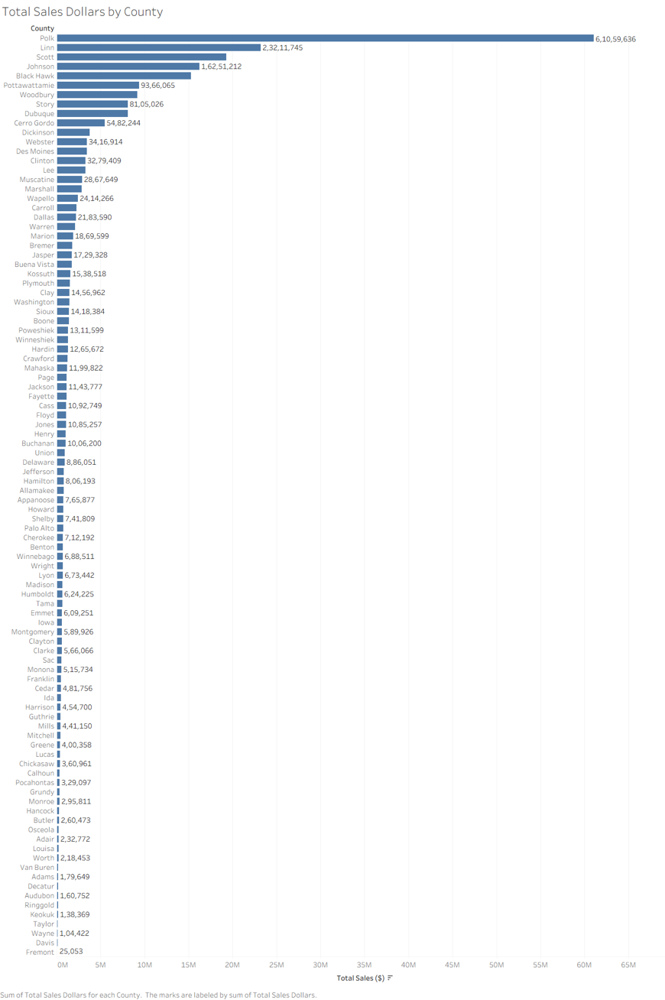 Total Sales Dollars by County
County
Polk 6,10,59,636
Linn 2,32,11,745
Scott
Johnson 1,62,51,212
Black Hawk
Pottawattamie 93,66,065
Woodbury
Story 81,05,026
Dubuque
Cerro Gordo 54,82,244
Dickinson
Webster 34,16,914
Des Moines
Clinton 32,79,409
Lee
Muscatine 28,67,649
Marshall
Wapello 24,14,266
Carroll
Dallas 21,83,590
Warren
Marion 18,69,599
Bremer
Jasper 17,29,328
Buena Vista
Kossuth 15,38,518
Plymouth
Clay 14,56,962
Washington
Sioux 14,18,384
Boone
Poweshiek 13,11,599
Winneshiek
Hardin 12,65,672
Crawford
Mahaska 11,99,822
Page
Jackson 11,43,777
Fayette
Cass 10,92,749
Floyd
Jones 10,85,257
Henry
Buchanan 10,06,200
Union
Delaware 8,86,051
Jefferson
Hamilton 8,06,193
Allamakee
Appanoose 7,65,877
Howard
Shelby 7,41,809
Palo Alto
Cherokee 7,12,192
Benton
Winnebago 6,88,511
Wright
Lyon 6,73,442
Madison
Humboldt 6,24,225
Tama
Emmet 6,09,251
Iowa
Montgomery 5,89,926
Clayton
Clarke 5,66,066
Sac
Monona 5,15,734
Franklin
Cedar 4,81,756
Ida
Harrison 4,54,700
Guthrie
Mills 4,41,150
Mitchell
Greene 4,00,358
Lucas
Chickasaw 3,60,961
Calhoun
Pocahontas 3,29,097
Grundy
Monroe 2,95,811
Hancock
Butler 2,60,473
Osceola
Adair 2,32,772
Louisa
Worth 2,18,453
Van Buren
Adams 1,79,649
Decatur
Audubon 1,60,752
Ringgold
Keokuk 1,38,369
Taylor
Wayne 1,04,422
Davis
Fremont 25,053
0M 5M 10M 15M 20M 25M 30M 35M 40M 45M 50M 55M 60M 65M
Total Sales ($)
Sum of Total Sales Dollars for each County. The marks are labeled by sum of Total Sales Dollars.